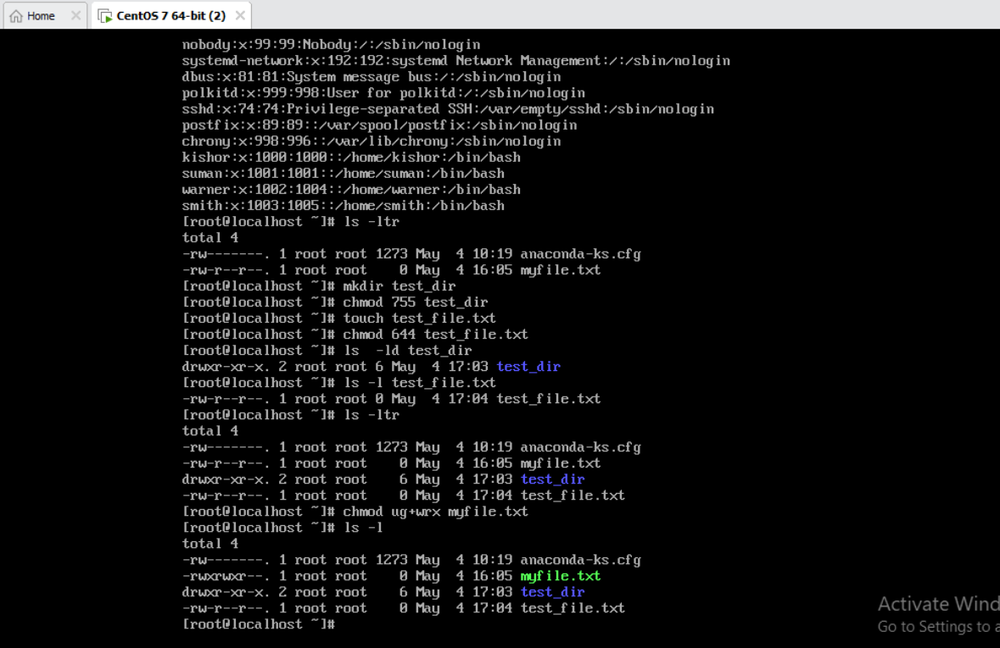 Home
CentOS 7 64-bit (2)
nobody:x:99:99:Nobody:/:/sbin/nologin
systemd-network:x:192:192:systemd Network Management:/:/sbin/nologin
dbus:x:81:81:System message bus:/:/sbin/nologin
polkitd:x:999:998:User for polkitd:/:/sbin/nologin
sshd:x:74:74:Privilege-separated SSH:/var/empty/sshd:/sbin/nologin
postfix:x:89:89::/var/spool/postfix:/sbin/nologin
chrony:x:998:996::/var/lib/chrony:/sbin/nologin
kishor:x:1000:1000::/home/kishor:/bin/bash
suman:x:1001:1001::/home/suman:/bin/bash
warner:x:1002:1004::/home/warner:/bin/bash
smith:x:1003:1005::/home/smith:/bin/bash
[root@localhost ~]# ls -ltr
total 4
-rw-------. 1 root root 1273 May  4 10:19 anaconda-ks.cfg
-rw-r--r--. 1 root root    0 May  4 16:05 myfile.txt
[root@localhost ~]# mkdir test_dir
[root@localhost ~]# chmod 755 test_dir
[root@localhost ~]# touch test_file.txt
[root@localhost ~]# chmod 644 test_file.txt
[root@localhost ~]# ls  -ld test_dir
drwxr-xr-x. 2 root root 6 May  4 17:03 test_dir
[root@localhost ~]# ls -l test_file.txt
-rw-r--r--. 1 root root 0 May  4 17:04 test_file.txt
[root@localhost ~]# ls -ltr
total 4
-rw-------. 1 root root 1273 May  4 10:19 anaconda-ks.cfg
-rw-r--r--. 1 root root    0 May  4 16:05 myfile.txt
drwxr-xr-x. 2 root root    6 May  4 17:03 test_dir
-rw-r--r--. 1 root root    0 May  4 17:04 test_file.txt
[root@localhost ~]# chmod ug+wrx myfile.txt
[root@localhost ~]# ls -l
total 4
-rw-------. 1 root root 1273 May  4 10:19 anaconda-ks.cfg
-rwxrwxr--. 1 root root    0 May  4 16:05 myfile.txt
drwxr-xr-x. 2 root root    6 May  4 17:03 test_dir
-rw-r--r--. 1 root root    0 May  4 17:04 test_file.txt
[root@localhost ~]#
Activate Wind
Go to Settings to a